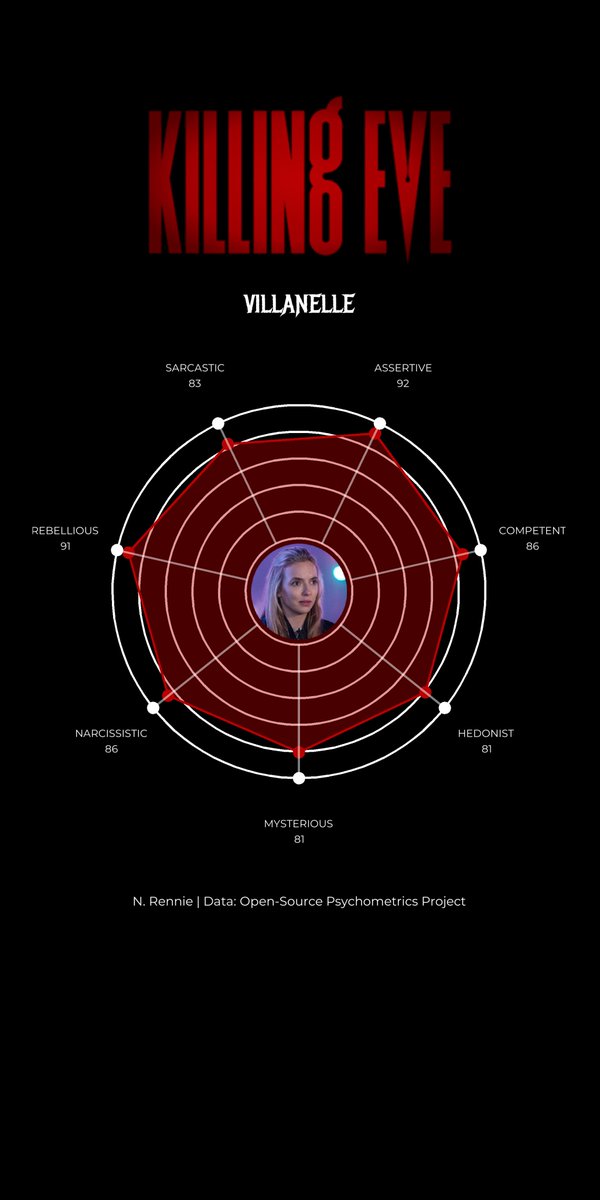 KILLINg EVE
VILLANELLE
SARCASTIC
83
ASSERTIVE
92
REBELLIOUS
91
COMPETENT
86
NARCISSISTIC
86
HEDONIST
81
MYSTERIOUS
81
N. Rennie | Data: Open-Source Psychometrics Project